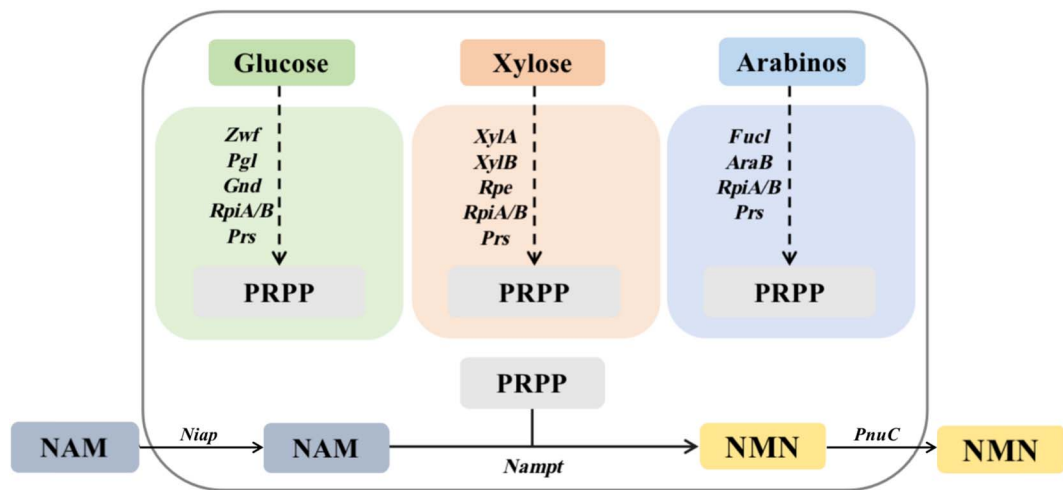 Glucose
Xylose
Arabinos
Zwf
Pgl
Gnd
RpiA/B
Prs
PRPP
XylA
XylB
Rpe
RpiA/B
Prs
PRPP
Fucl
AraB
RpiA/B
Prs
PRPP
PRPP
NAM
Niap
NAM
Nampt
NMN
PnuC
NMN